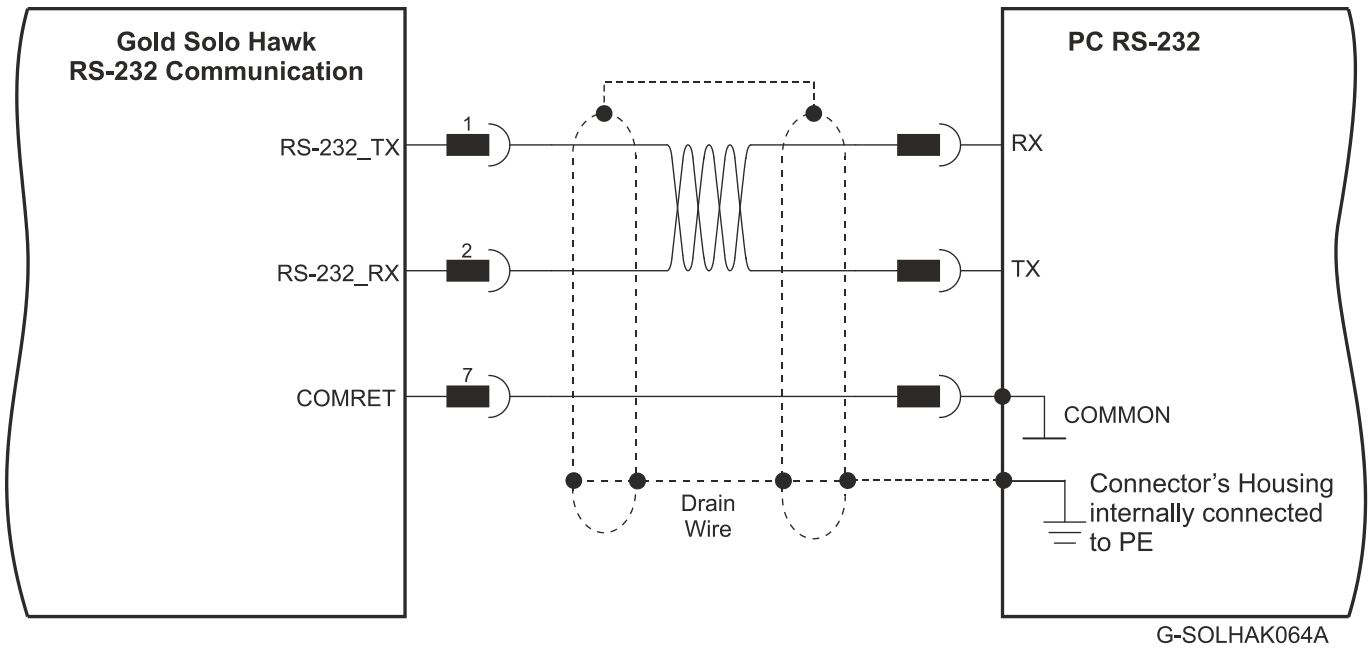 Gold Solo Hawk
RS-232 Communication
PC RS-232
1
RS-232_TX
RX
2
RS-232_RX
TX
7
COMRET
COMMON
Drain
Wire
Connector’s Housing
internally connected
to PE
G-SOLHAK064A